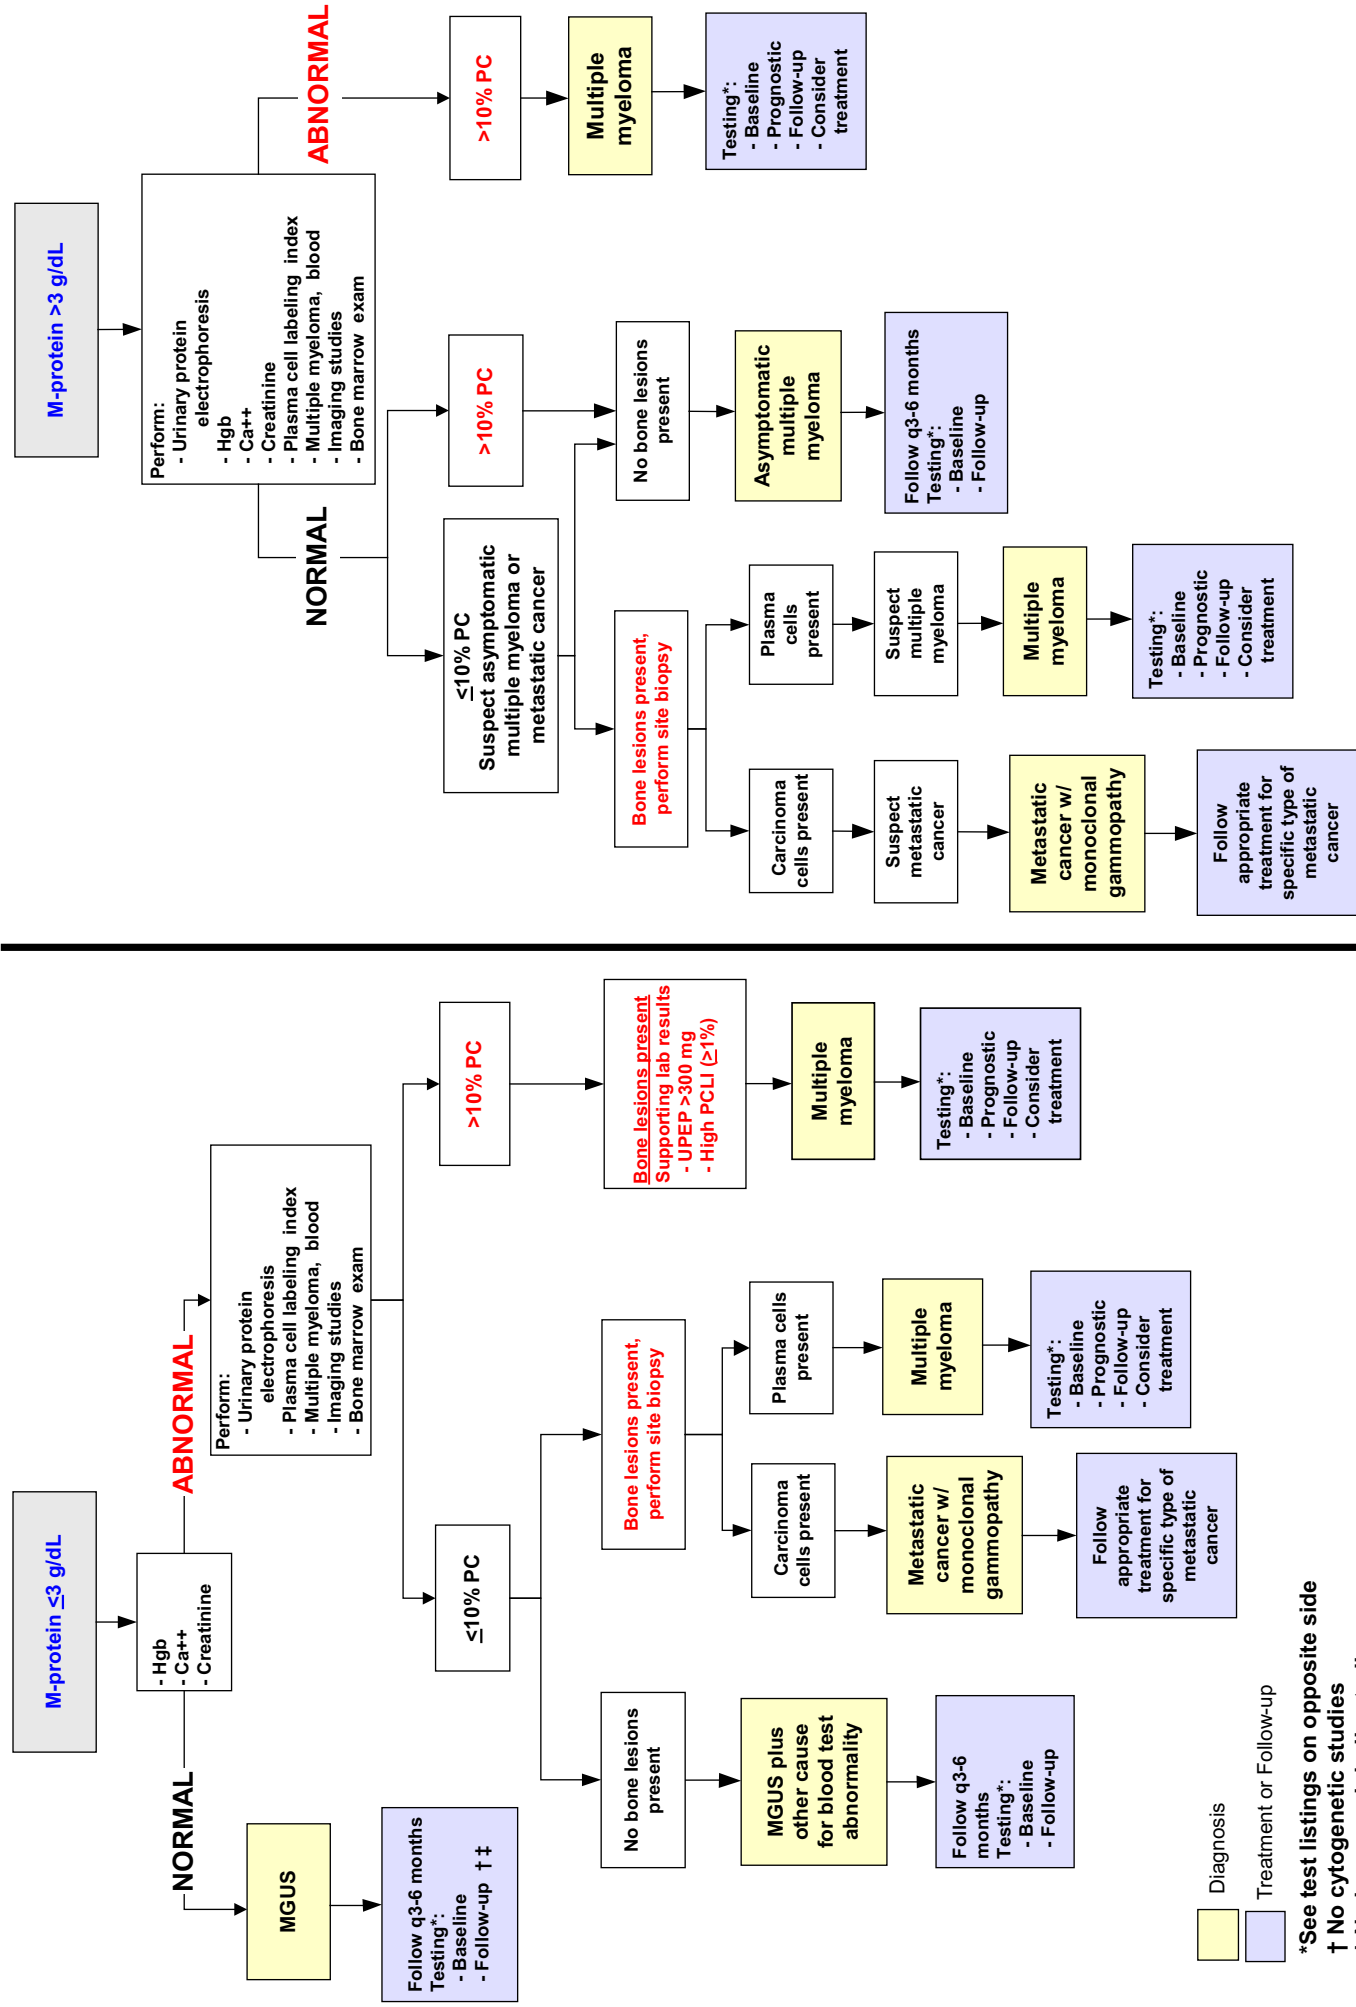 M-protein ≤3 g/dL
- Hgb
- Ca++
- Creatinine
NORMAL
ABNORMAL
MGUS
Follow q3-6 months
Testing*:
- Baseline
- Follow-up † ‡
Perform:
- Urinary protein
electrophoresis
- Plasma cell labeling index
- Multiple myeloma, blood
- Imaging studies
- Bone marrow exam
≤10% PC
>10% PC
No bone lesions
present
Bone lesions present,
perform site biopsy
Bone lesions present
Supporting lab results
- UPEP >300 mg
- High PCLI (≥1%)
MGUS plus
other cause
for blood test
abnormality
Carcinoma
cells present
Plasma cells
present
Multiple
myeloma
Follow q3-6
months
Testing*:
- Baseline
- Follow-up
Metastatic
cancer w/
monoclonal
gammopathy
Multiple
myeloma
Testing*:
- Baseline
- Prognostic
- Follow-up
- Consider
treatment
Follow
appropriate
treatment for
specific type of
metastatic
cancer
Testing*:
- Baseline
- Prognostic
- Follow-up
- Consider
treatment
M-protein >3 g/dL
Perform:
- Urinary protein
electrophoresis
- Hgb
- Ca++
- Creatinine
- Plasma cell labeling index
- Multiple myeloma, blood
- Imaging studies
- Bone marrow exam
NORMAL
ABNORMAL
≤10% PC
Suspect asymptomatic
multiple myeloma or
metastatic cancer
>10% PC
>10% PC
Bone lesions present,
perform site biopsy
No bone lesions
present
Multiple
myeloma
Carcinoma
cells present
Plasma
cells
present
Asymptomatic
multiple
myeloma
Testing*:
- Baseline
- Prognostic
- Follow-up
- Consider
treatment
Suspect
metastatic
cancer
Suspect
multiple
myeloma
Follow q3-6 months
Testing*:
- Baseline
- Follow-up
Metastatic
cancer w/
monoclonal
gammopathy
Multiple
myeloma
Follow
appropriate
treatment for
specific type of
metastatic
cancer
Testing*:
- Baseline
- Prognostic
- Follow-up
- Consider
treatment
Diagnosis
Treatment or Follow-up
*See test listings on opposite side
† No cytogenetic studies